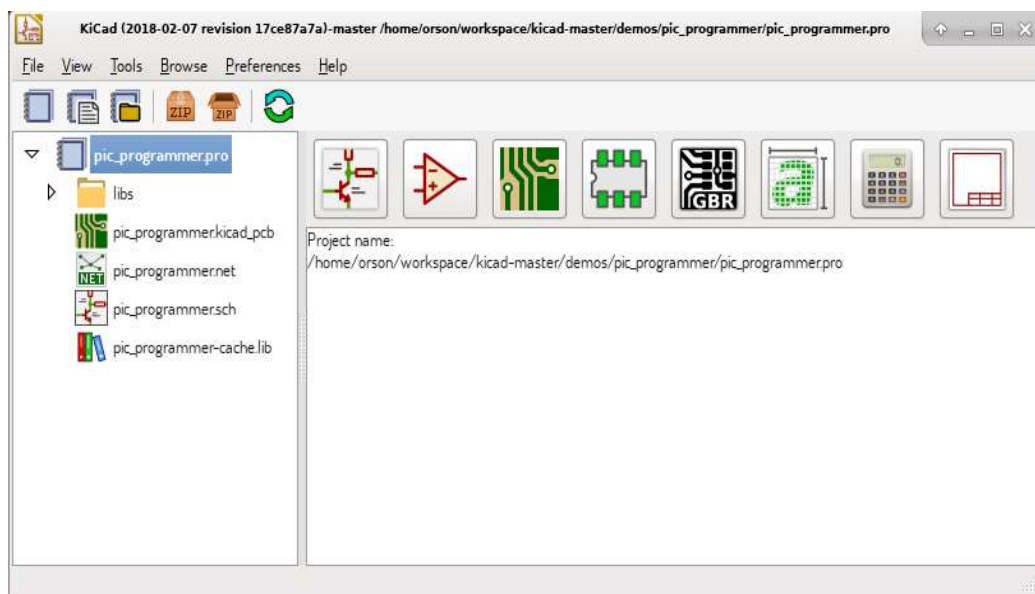 KiCad (2018-02-07 revision 17ce87a7a)-master /home/orson/workspace/kicad-master/demos/pic_programmer/pic_programmer.pro
File View Tools Browse Preferences Help
ZIP ZIP
pic_programmer.pro
libs
pic_programmer.kicad_pcb
NET pic_programmer.net
pic_programmer.sch
pic_programmer-cache.lib
GBR a 0.
Project name:
/home/orson/workspace/kicad-master/demos/pic_programmer/pic_programmer.pro